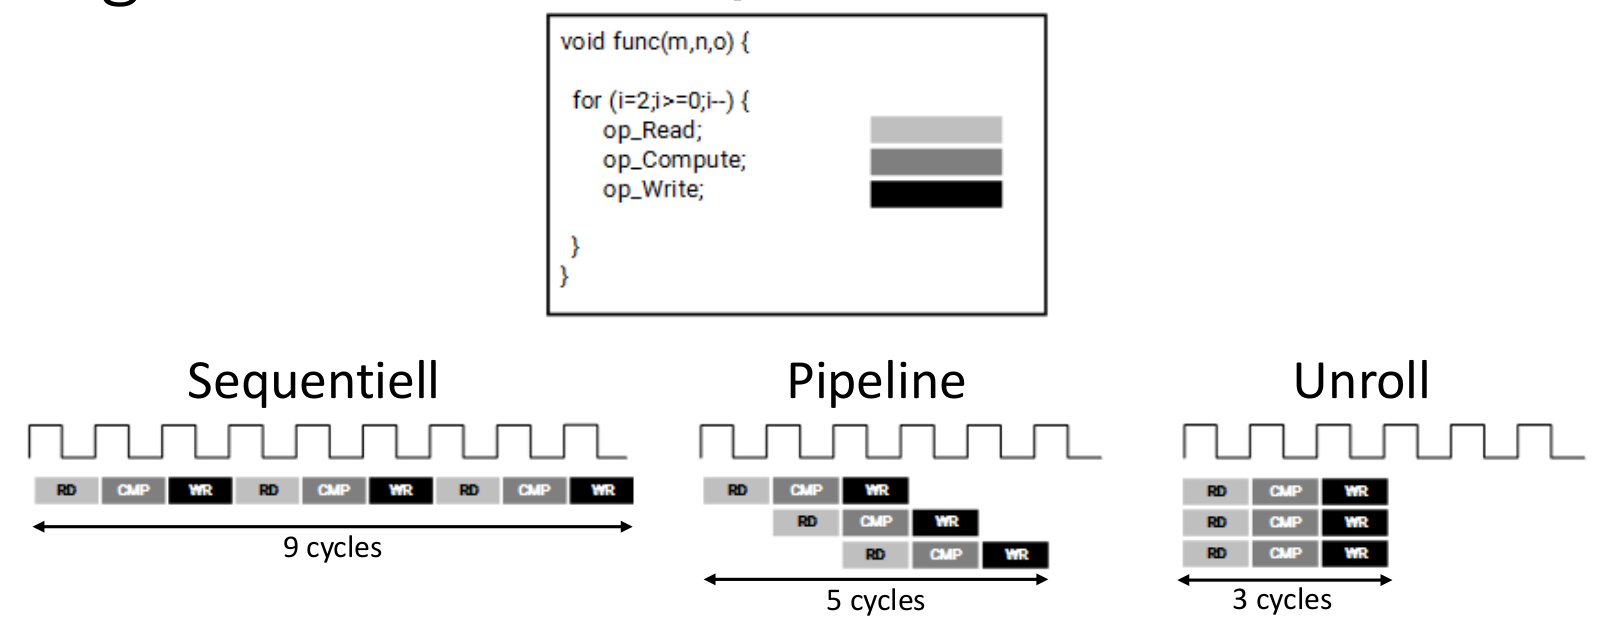 void func(m,n,o) {
for (i=2;i>=0;i--) {
op_Read;
op_Compute;
op_Write;
}
}
Sequentiell
RD CMP WR RD CMP WR RD CMP WR
9 cycles
Pipeline
RD CMP WR
RD CMP WR
RD CMP WR
5 cycles
Unroll
RD CMP WR
RD CMP WR
RD CMP WR
3 cycles